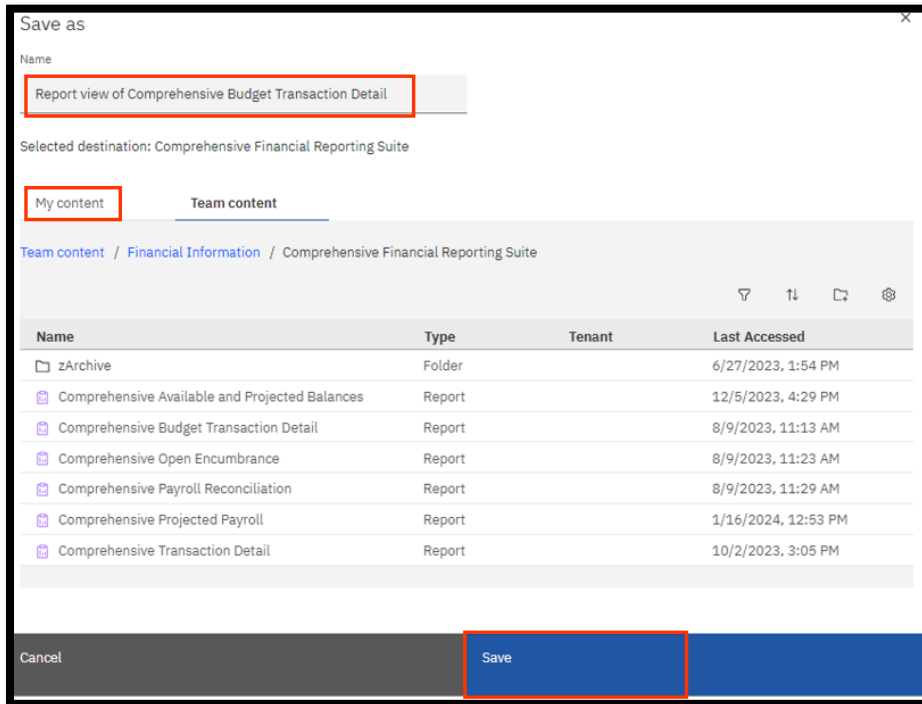 Save as
Name
Report view of Comprehensive Budget Transaction Detail
Selected destination: Comprehensive Financial Reporting Suite
My content Team content
Team content / Financial Information / Comprehensive Financial Reporting Suite
Name Type Tenant Last Accessed
zArchive Folder 6/27/2023, 1:54 PM
Comprehensive Available and Projected Balances Report 12/5/2023, 4:29 PM
Comprehensive Budget Transaction Detail Report 8/9/2023, 11:13 AM
Comprehensive Open Encumbrance Report 8/9/2023, 11:23 AM
Comprehensive Payroll Reconciliation Report 8/9/2023, 11:29 AM
Comprehensive Projected Payroll Report 1/16/2024, 12:53 PM
Comprehensive Transaction Detail Report 10/2/2023, 3:05 PM
Cancel Save